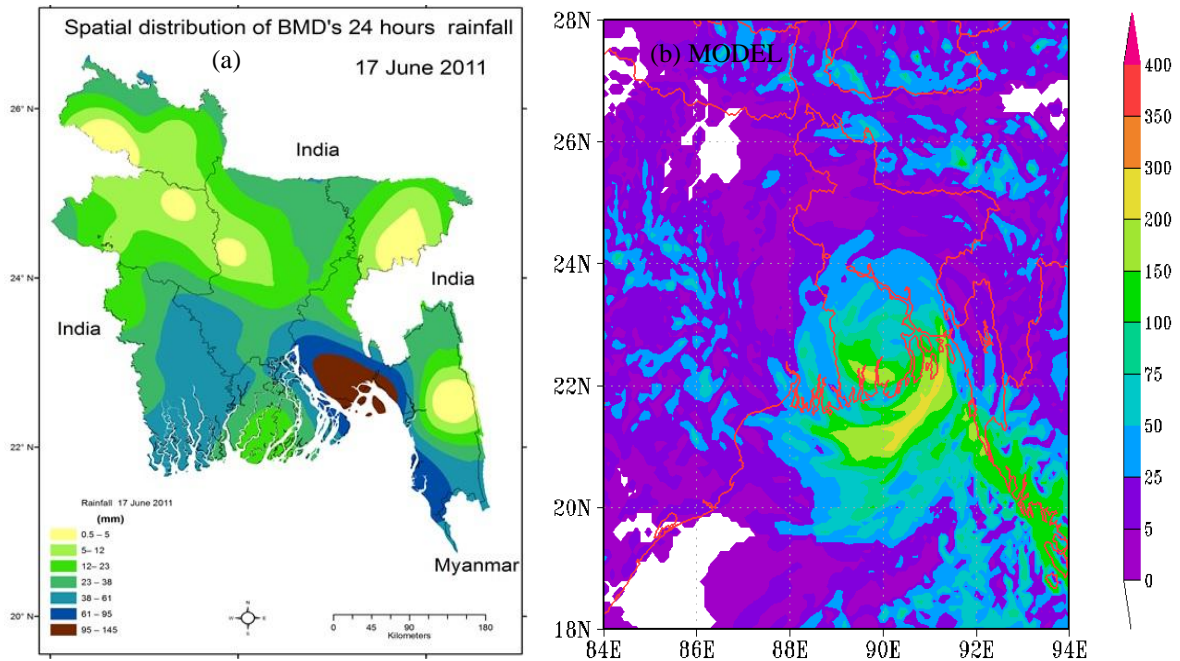 Spatial distribution of BMD's 24 hours rainfall
(a)
17 June 2011
26° N
24° N
22° N
20° N
India
India
India
Myanmar
Rainfall 17 June 2011
(mm)
0.5 – 5
5– 12
12– 23
23 – 38
38 – 61
61 – 95
95 – 145
N
W
E
S
0 45 90 180
Kilometers
(b) MODEL
28N
26N
24N
22N
20N
18N
84E 86E 88E 90E 92E 94E
400
350
300
200
150
100
75
50
25
5
0